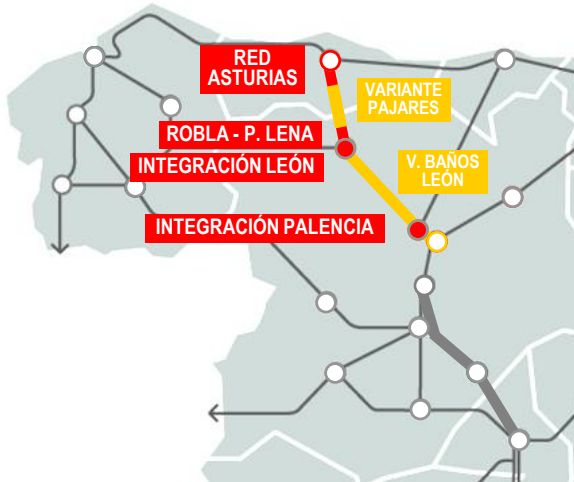 RED
ASTURIAS
VARIANTE
PAJARES
ROBLA - P. LENA
INTEGRACIÓN LEÓN
V. BAÑOS
LEÓN
INTEGRACIÓN PALENCIA